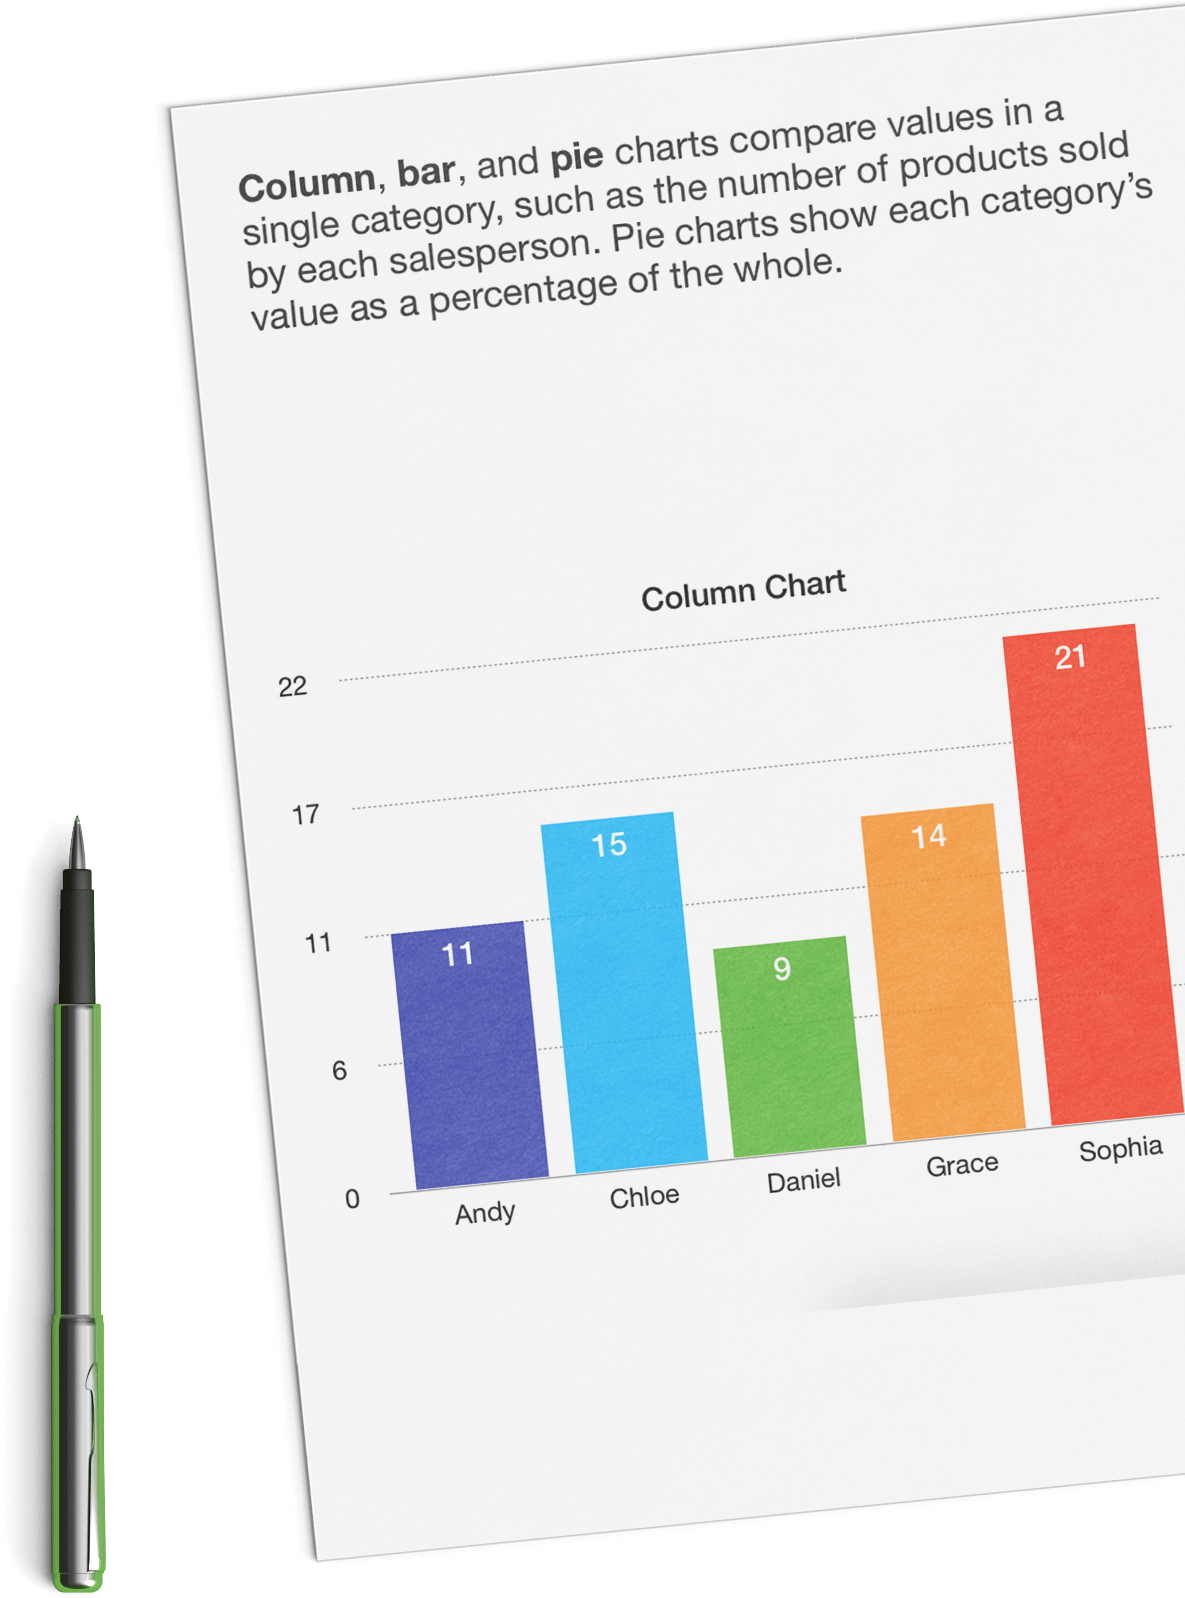 Column, bar, and pie charts compare values in a
single category, such as the number of products sold
by each salesperson. Pie charts show each category’s
value as a percentage of the whole.
Column Chart
22
17
11
6
0
11
15
9
14
21
Andy
Chloe
Daniel
Grace
Sophia